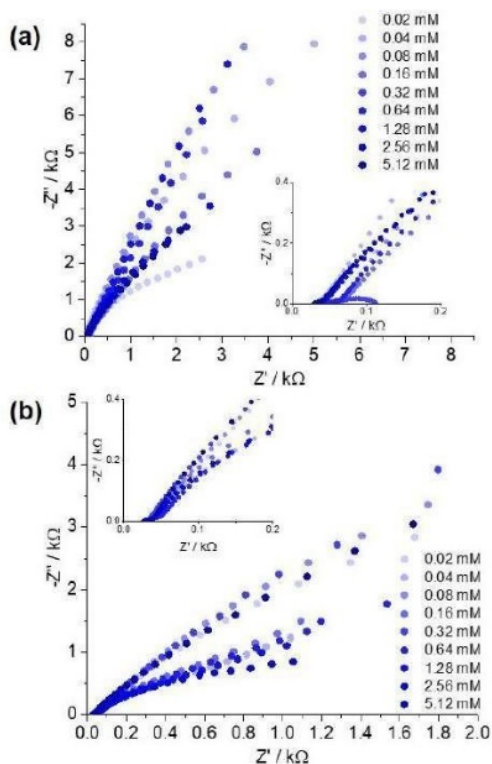 (a)
-Z'' / kΩ
8
7
6
5
4
3
2
1
0
0 1 2 3 4 5 6 7 8
Z' / kΩ
0.02 mM
0.04 mM
0.08 mM
0.16 mM
0.32 mM
0.64 mM
1.28 mM
2.56 mM
5.12 mM
-Z'' / kΩ
0.4
0.2
0.0
0.0 0.1 0.2
Z' / kΩ
(b)
-Z'' / kΩ
5
4
3
2
1
0
0.0 0.2 0.4 0.6 0.8 1.0 1.2 1.4 1.6 1.8 2.0
Z' / kΩ
-Z'' / kΩ
0.4
0.2
0.0
0.0 0.1 0.2
Z' / kΩ
0.02 mM
0.04 mM
0.08 mM
0.16 mM
0.32 mM
0.64 mM
1.28 mM
2.56 mM
5.12 mM